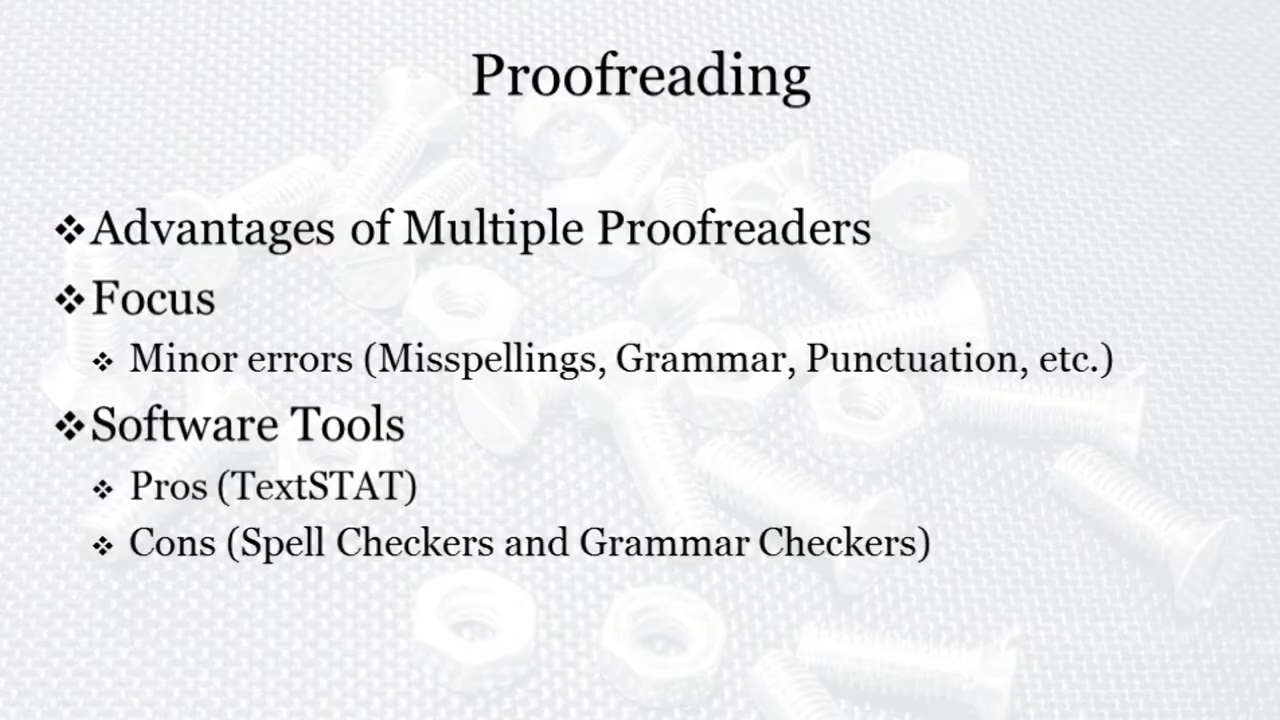 Proofreading
❖Advantages of Multiple Proofreaders
❖Focus
❖ Minor errors (Misspellings, Grammar, Punctuation, etc.)
❖Software Tools
❖ Pros (TextSTAT)
❖ Cons (Spell Checkers and Grammar Checkers)